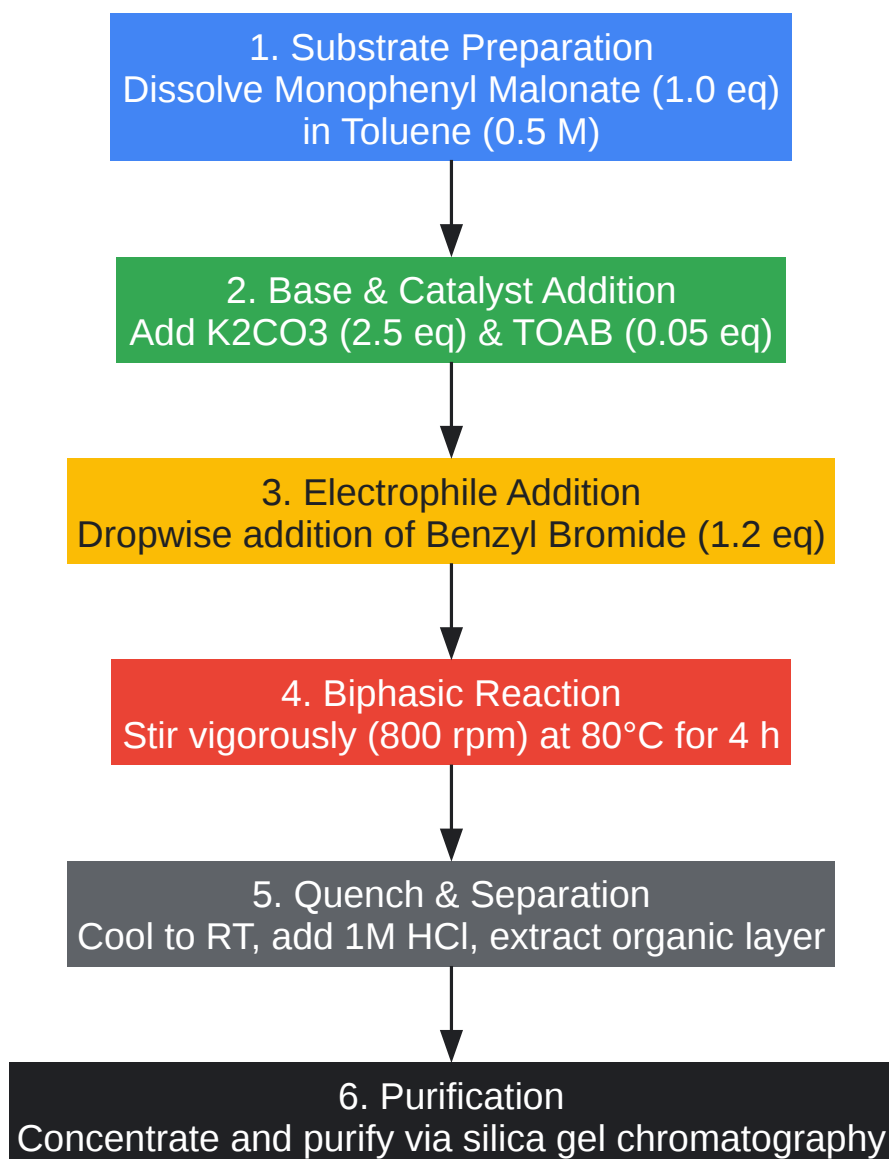 1. Substrate Preparation
Dissolve Monophenyl Malonate (1.0 eq)
in Toluene (0.5 M)
2. Base & Catalyst Addition
Add K2CO3 (2.5 eq) & TOAB (0.05 eq)
3. Electrophile Addition
Dropwise addition of Benzyl Bromide (1.2 eq)
4. Biphasic Reaction
Stir vigorously (800 rpm) at 80°C for 4 h
5. Quench & Separation
Cool to RT, add 1M HCl, extract organic layer
6. Purification
Concentrate and purify via silica gel chromatography